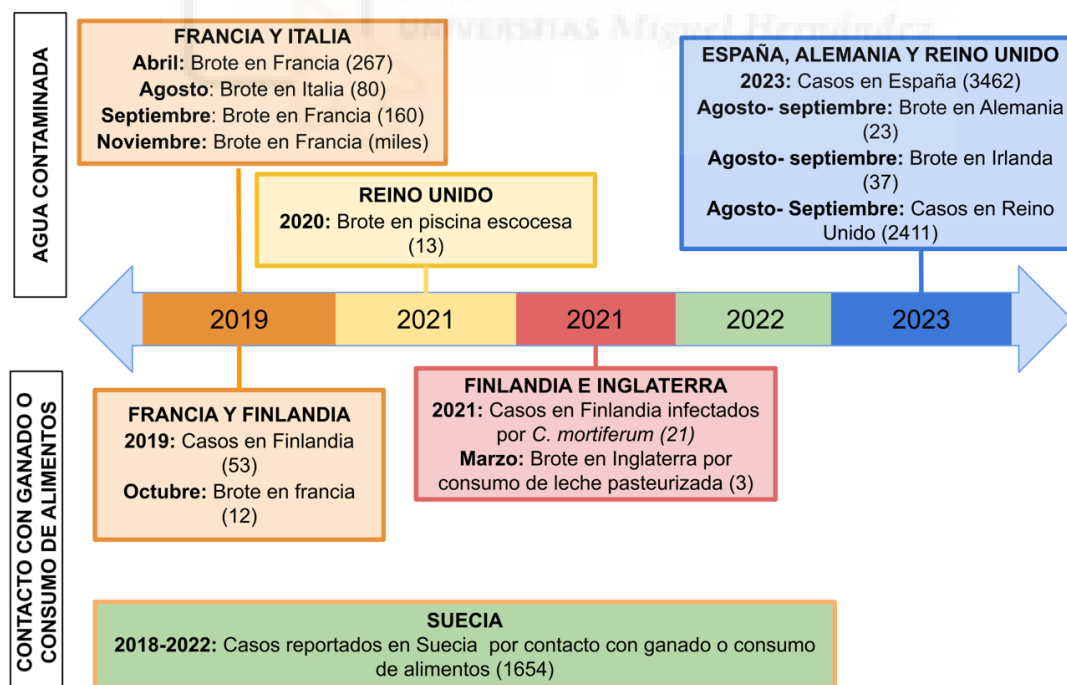 UNIVERSITAS Miguel Hernández
AGUA CONTAMINADA
FRANCIA Y ITALIA
Abril: Brote en Francia (267)
Agosto: Brote en Italia (80)
Septiembre: Brote en Francia (160)
Noviembre: Brote en Francia (miles)
REINO UNIDO
2020: Brote en piscina escocesa
(13)
ESPAÑA, ALEMANIA Y REINO UNIDO
2023: Casos en España (3462)
Agosto- septiembre: Brote en Alemania
(23)
Agosto- septiembre: Brote en Irlanda
(37)
Agosto- Septiembre: Casos en Reino
Unido (2411)
2019
2021
2021
2022
2023
CONTACTO CON GANADO O
CONSUMO DE ALIMENTOS
FRANCIA Y FINLANDIA
2019: Casos en Finlandia
(53)
Octubre: Brote en francia
(12)
FINLANDIA E INGLATERRA
2021: Casos en Finlandia infectados
por C. mortiferum (21)
Marzo: Brote en Inglaterra por
consumo de leche pasteurizada (3)
SUECIA
2018-2022: Casos reportados en Suecia por contacto con ganado o consumo
de alimentos (1654)